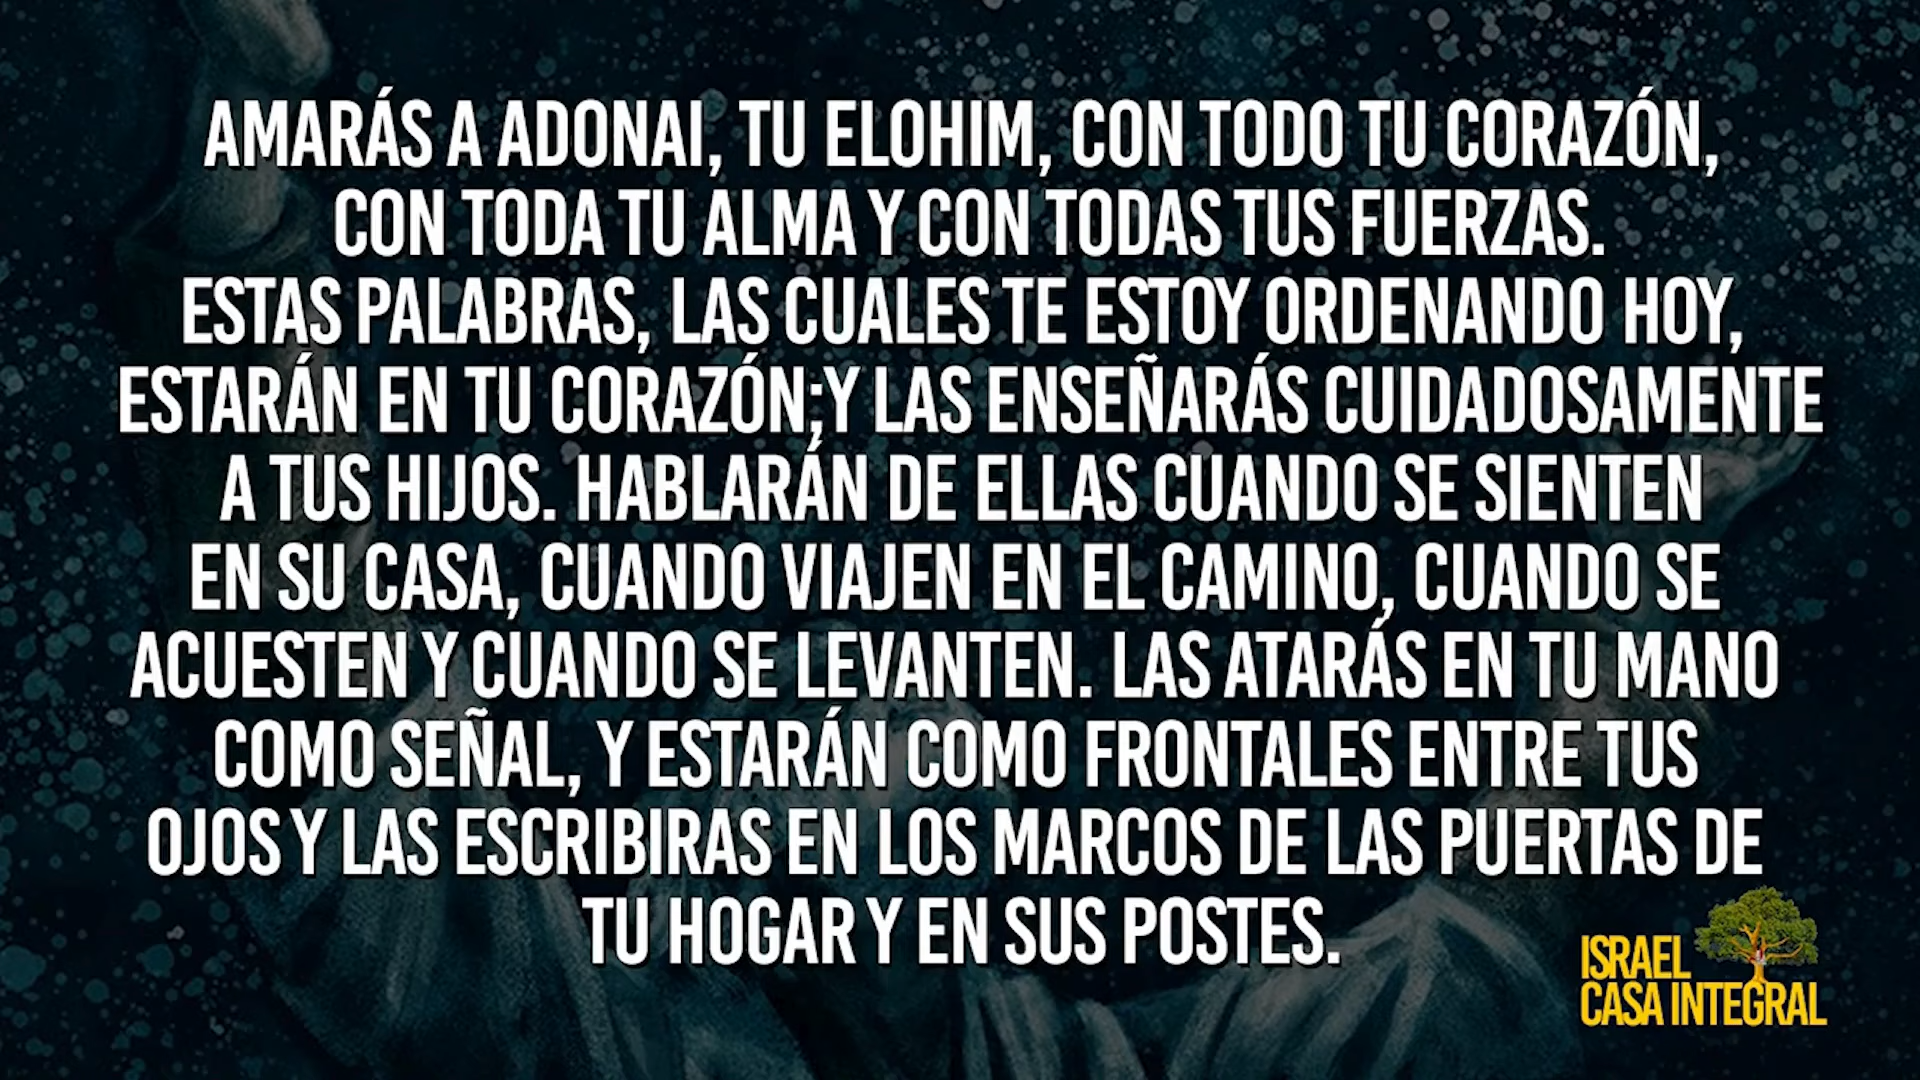 AMARÁS A ADONAI, TU ELOHIM, CON TODO TU CORAZÓN,
CON TODA TU ALMA Y CON TODAS TUS FUERZAS.
ESTAS PALABRAS, LAS CUALES TE ESTOY ORDENANDO HOY,
ESTARÁN EN TU CORAZÓN;Y LAS ENSEÑARÁS CUIDADOSAMENTE
A TUS HIJOS. HABLARÁN DE ELLAS CUANDO SE SIENTEN
EN SU CASA, CUANDO VIAJEN EN EL CAMINO, CUANDO SE
ACUESTEN Y CUANDO SE LEVANTEN. LAS ATARÁS EN TU MANO
COMO SEÑAL, Y ESTARÁN COMO FRONTALES ENTRE TUS
OJOS Y LAS ESCRIBIRAS EN LOS MARCOS DE LAS PUERTAS DE
TU HOGAR Y EN SUS POSTES.
ISRAEL
CASA INTEGRAL